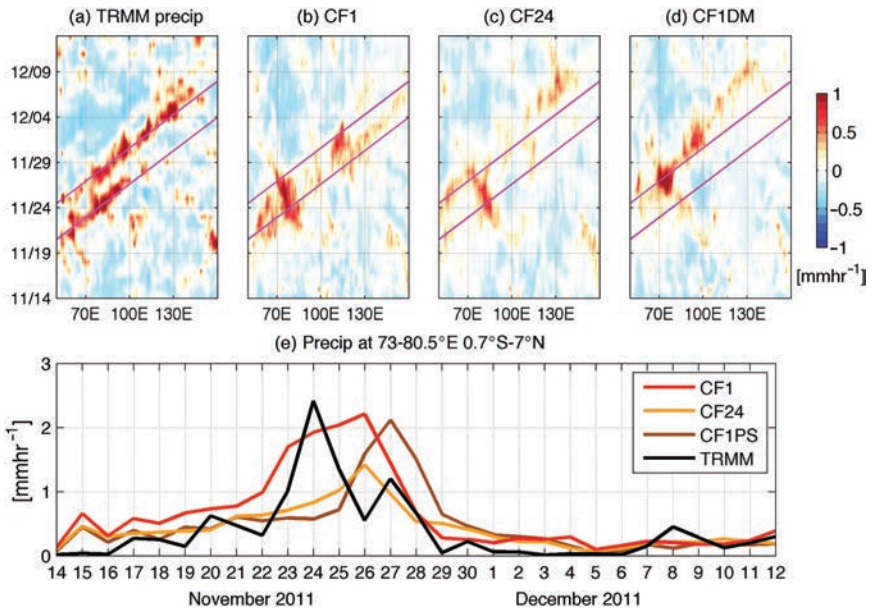 (a) TRMM precip (b) CF1 (c) CF24 (d) CF1DM
12/09
12/04
11/29
11/24
11/19
11/14
70E 100E 130E 70E 100E 130E 70E 100E 130E 70E 100E 130E
1
0.5
0
−0.5
−1
[mmhr⁻¹]
(e) Precip at 73-80.5°E 0.7°S-7°N
[mmhr⁻¹]
3
2
1
0
CF1
CF24
CF1PS
TRMM
14 15 16 17 18 19 20 21 22 23 24 25 26 27 28 29 30 1 2 3 4 5 6 7 8 9 10 11 12
November 2011 December 2011